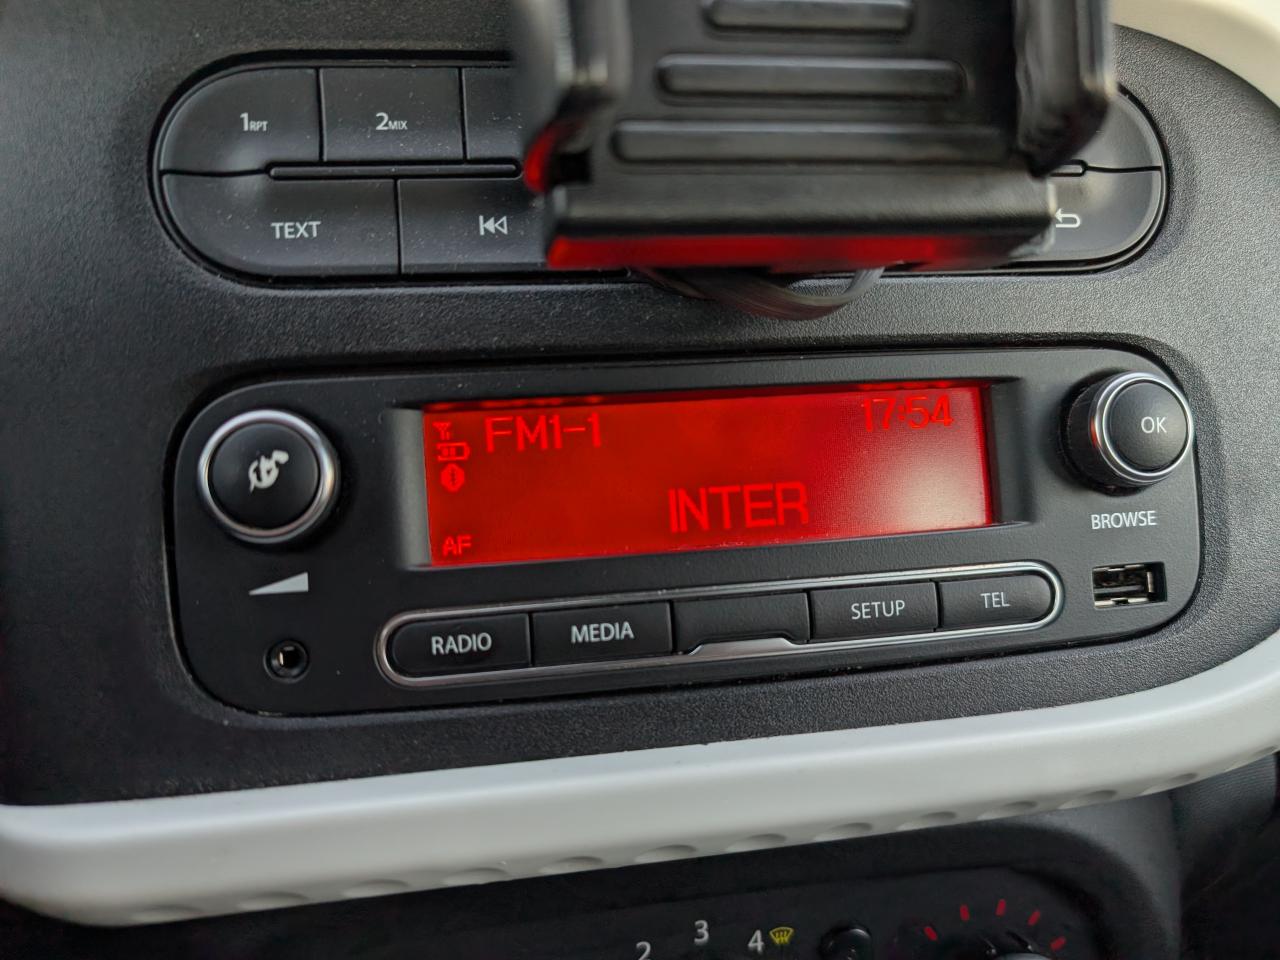 1RPT 2MIX
TEXT
FM1-1 17:54
INTER
AF
OK
BROWSE
RADIO MEDIA SETUP TEL
2 3 4